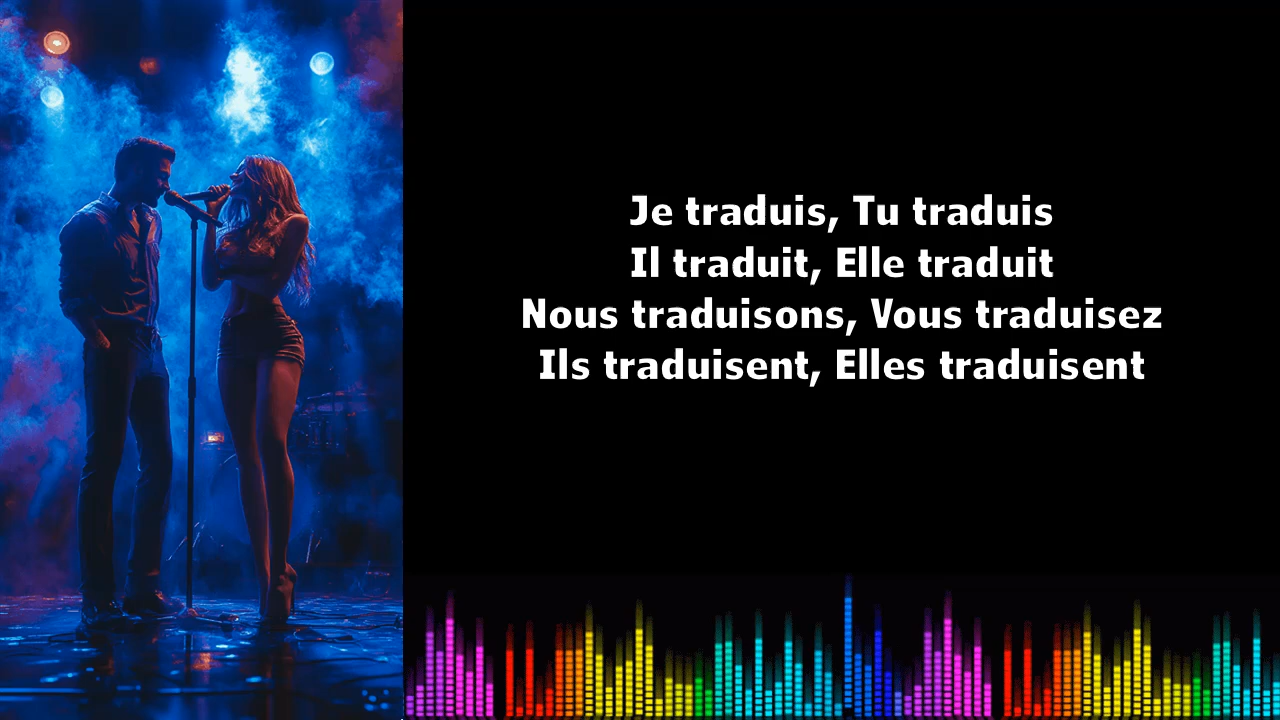 Je traduis, Tu traduis
Il traduit, Elle traduit
Nous traduisons, Vous traduisez
Ils traduisent, Elles traduisent